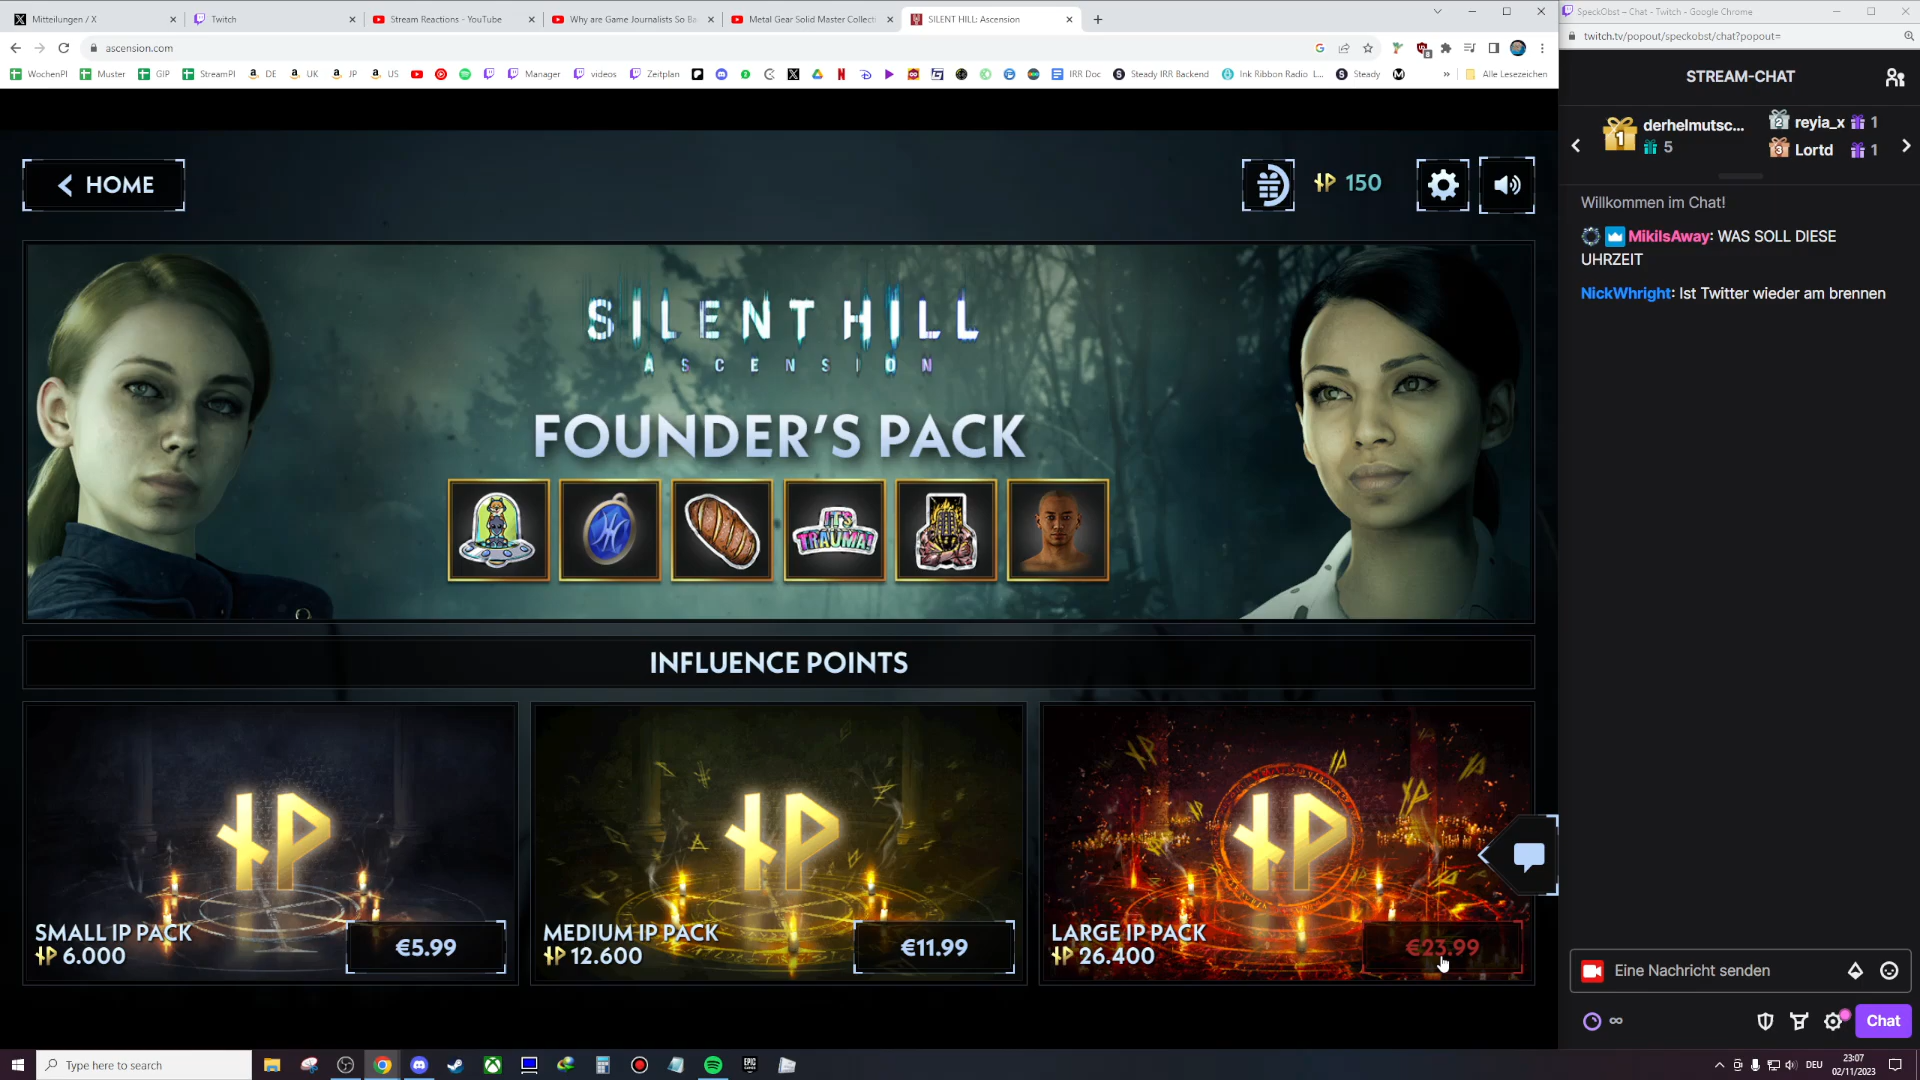 Mitteilungen / X
Twitch
Stream Reactions - YouTube
Why are Game Journalists So Ba
Metal Gear Solid Master Collecti
SILENT HILL: Ascension
SpeckObst – Chat - Twitch - Google Chrome
ascension.com
twitch.tv/popout/speckobst/chat?popout=
WochenPl
Muster
GIP
StreamPl
DE
UK
JP
US
Manager
videos
Zeitplan
IRR Doc
Steady IRR Backend
Ink Ribbon Radio L...
Steady
»
Alle Lesezeichen
STREAM-CHAT
derhelmutsc...
5
reyia_x 1
Lortd 1
HOME
150
Willkommen im Chat!
MikilsAway: WAS SOLL DIESE
UHRZEIT
NickWhright: Ist Twitter wieder am brennen
SILENT HILL
ASCENSION
FOUNDER'S PACK
ITS
TRAUMA!
INFLUENCE POINTS
SMALL IP PACK
IP 6.000
€5.99
MEDIUM IP PACK
IP 12.600
€11.99
LARGE IP PACK
IP 26.400
€23.99
Eine Nachricht senden
∞
Chat
Type here to search
DEU
23:07
02/11/2023